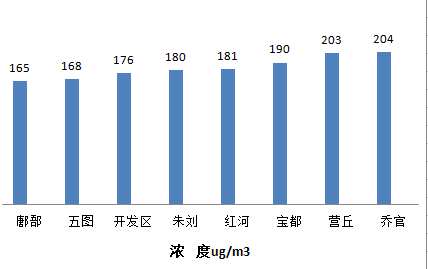 165 168 176 180 181 190 203 204
鄌郚 五图 开发区 朱刘 红河 宝都 营丘 乔官
浓 度ug/m3